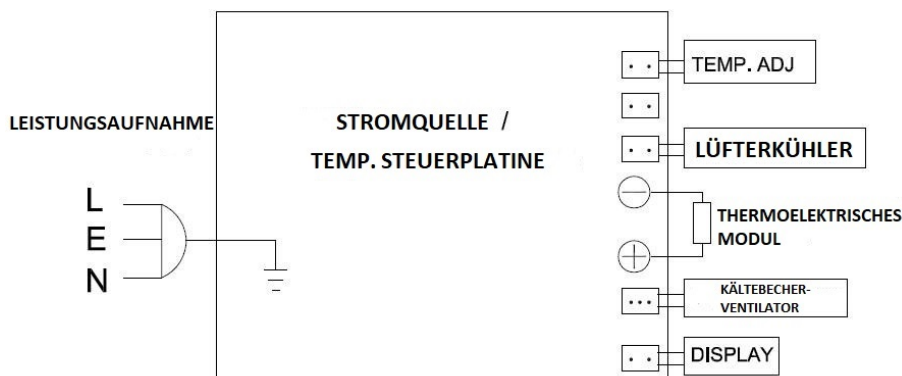 LEISTUNGSAUFNAHME
L
E
N
STROMQUELLE /
TEMP. STEUERPLATINE
TEMP. ADJ
LÜFTERKÜHLER
THERMOELEKTRISCHES
MODUL
KÄLTEBECHER-
VENTILATOR
DISPLAY